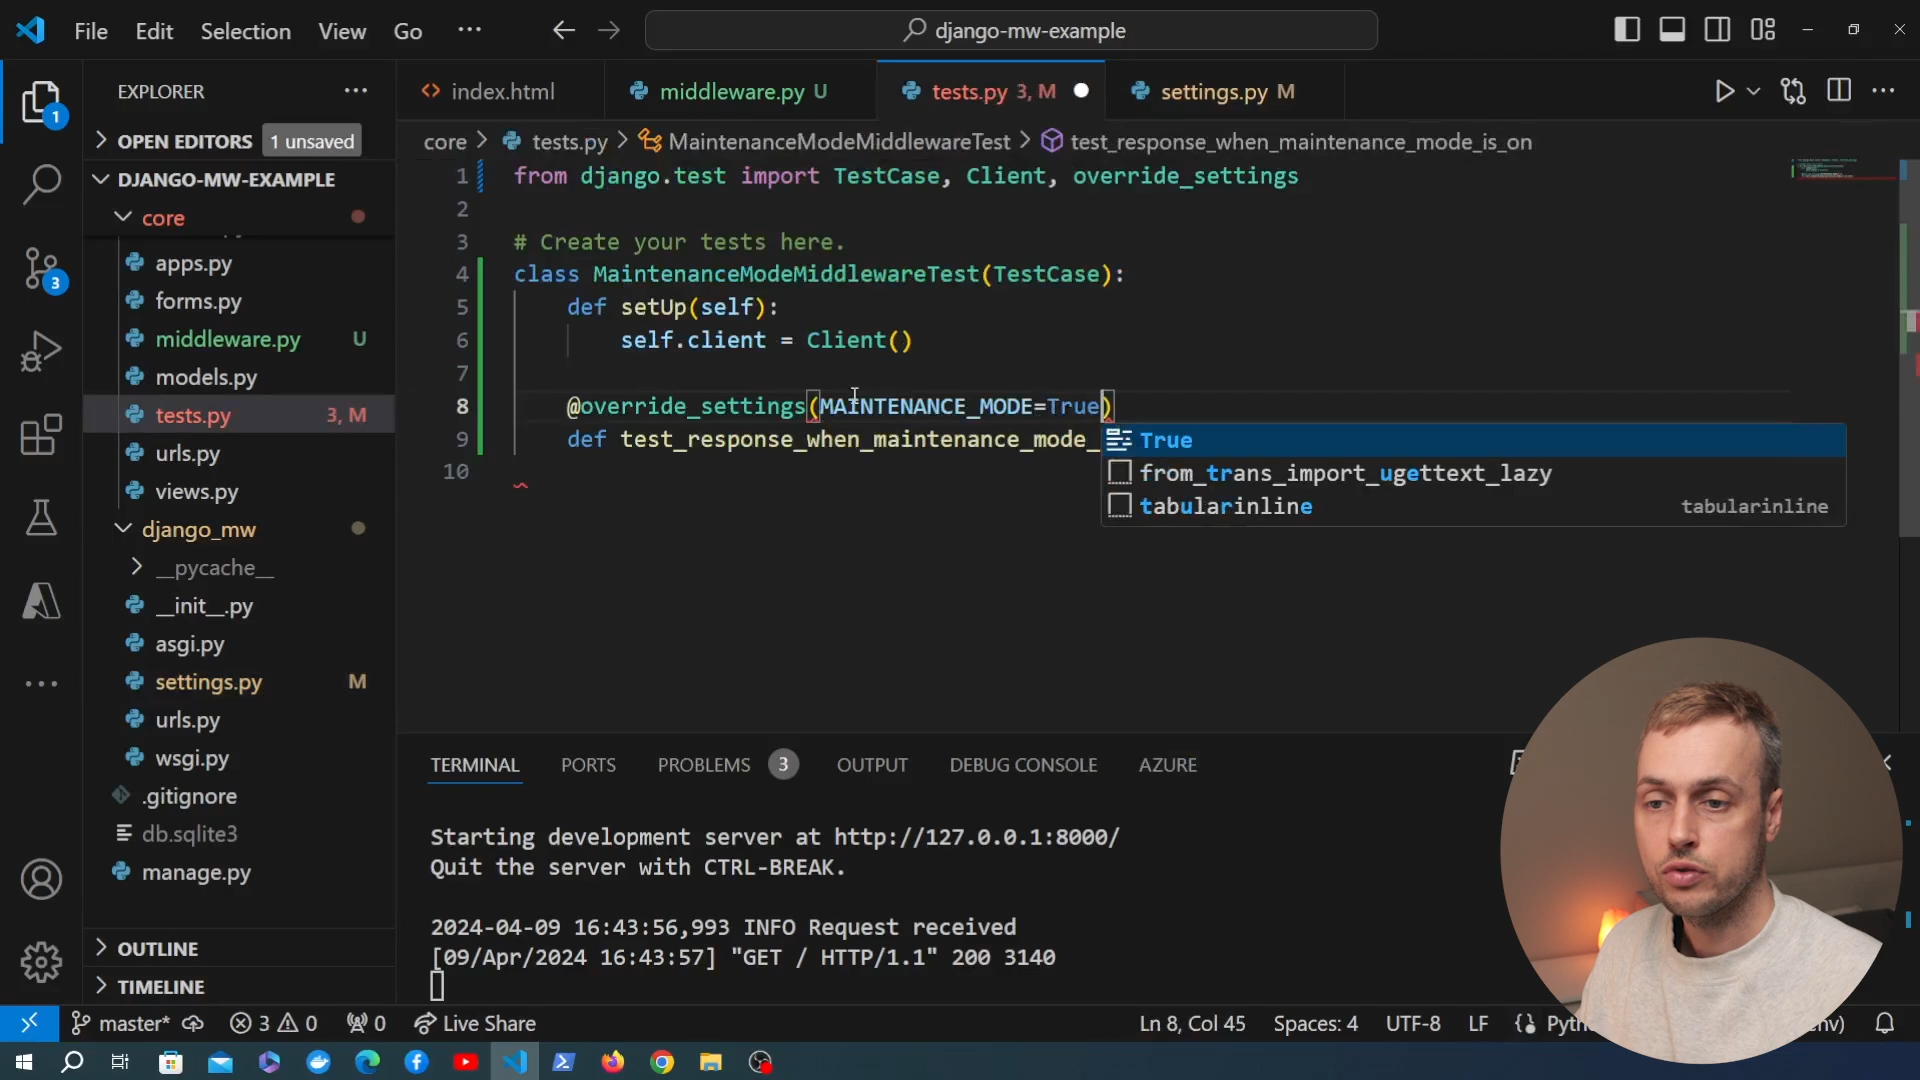 File Edit Selection View Go ··· django-mw-example
EXPLORER ···
index.html middleware.py U tests.py 3, M settings.py M
OPEN EDITORS 1 unsaved
core > tests.py > MaintenanceModeMiddlewareTest > test_response_when_maintenance_mode_is_on
DJANGO-MW-EXAMPLE
core
apps.py
forms.py
middleware.py U
models.py
tests.py 3, M
urls.py
views.py
django_mw
__pycache__
__init__.py
asgi.py
settings.py M
urls.py
wsgi.py
.gitignore
db.sqlite3
manage.py
OUTLINE
TIMELINE
1
3
1 from django.test import TestCase, Client, override_settings
2
3 # Create your tests here.
4 class MaintenanceModeMiddlewareTest(TestCase):
5 def setUp(self):
6 self.client = Client()
7
8 @override_settings(MAINTENANCE_MODE=True)
9 def test_response_when_maintenance_mode_
10
True
from_trans_import_ugettext_lazy
tabularinline tabularinline
TERMINAL PORTS PROBLEMS 3 OUTPUT DEBUG CONSOLE AZURE
Starting development server at http://127.0.0.1:8000/
Quit the server with CTRL-BREAK.
2024-04-09 16:43:56,993 INFO Request received
[09/Apr/2024 16:43:57] "GET / HTTP/1.1" 200 3140
master* 3 0 0 Live Share Ln 8, Col 45 Spaces: 4 UTF-8 LF